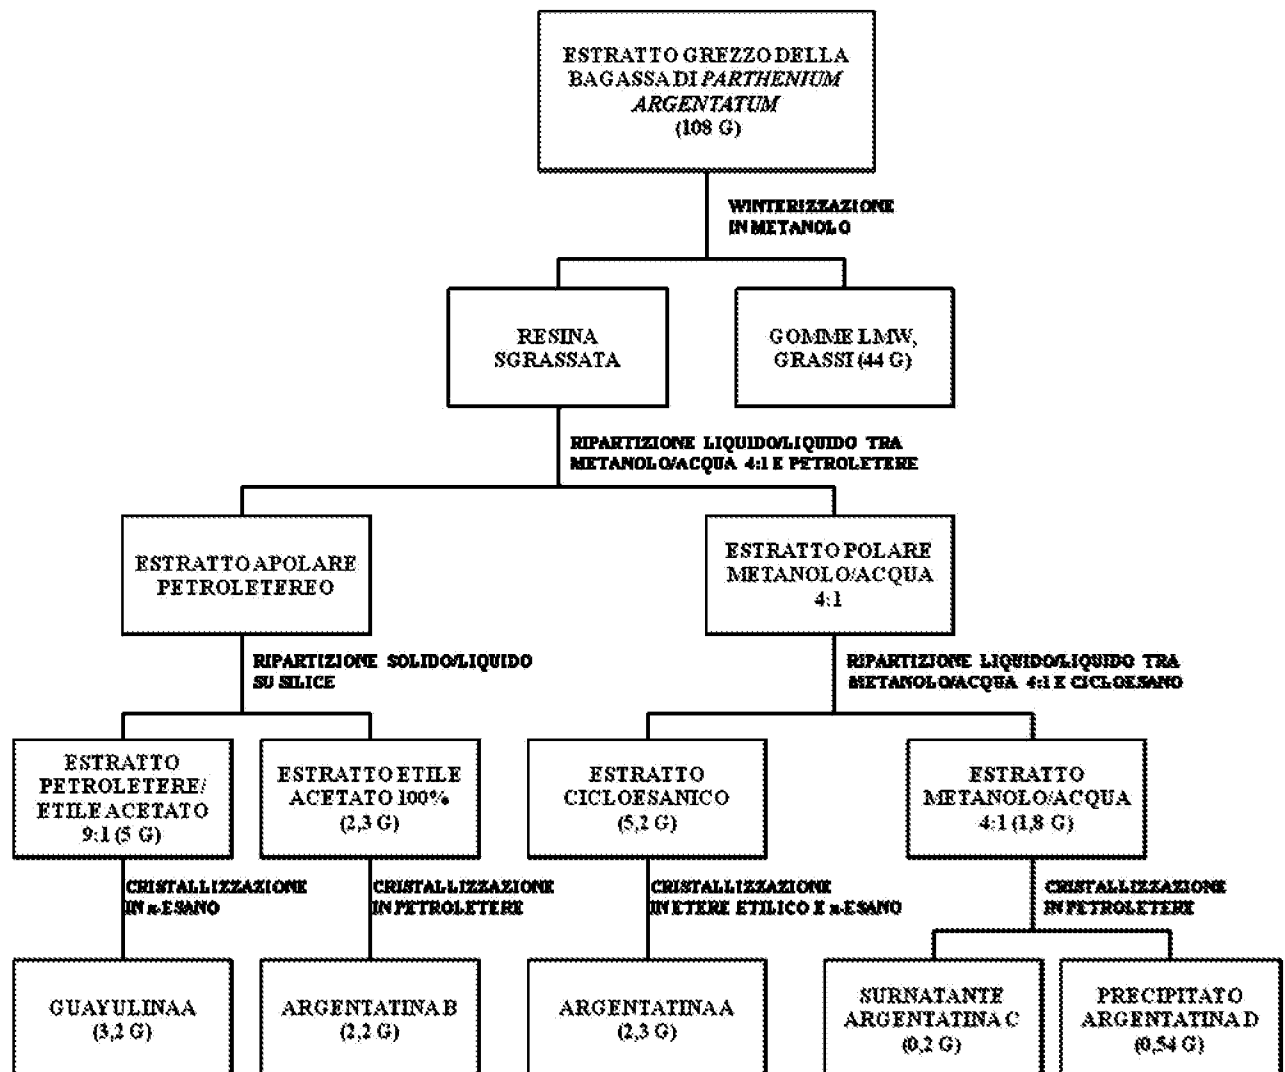 ESTRATTO GREZZO DELLA
BAGASSA DI PARTHENIUM
ARGENTATUM
(108 G)
WINTERIZZAZIONE
IN METANOLO
RESINA
SGRASSATA
GOMME LMW,
GRASSI (44 G)
RIPARTIZIONE LIQUIDO/LIQUIDO TRA
METANOLO/ACQUA 4:1 E PETROLETERE
ESTRATTO APOLARE
PETROLETEREO
ESTRATTO POLARE
METANOLO/ACQUA
4:1
RIPARTIZIONE SOLIDO/LIQUIDO
SU SILICE
RIPARTIZIONE LIQUIDO/LIQUIDO TRA
METANOLO/ACQUA 4:1 E CICLOESANO
ESTRATTO
PETROLETERE/
ETILE ACETATO
9:1 (5 G)
ESTRATTO ETILE
ACETATO 100%
(2,3 G)
ESTRATTO
CICLOESANICO
(5,2 G)
ESTRATTO
METANOLO/ACQUA
4:1 (1,8 G)
CRISTALLIZZAZIONE
IN n-ESANO
CRISTALLIZZAZIONE
IN PETROLETERE
CRISTALLIZZAZIONE
IN ETERE ETILICO E n-ESANO
CRISTALLIZZAZIONE
IN PETROLETERE
GUAYULINA A
(3,2 G)
ARGENTATINA B
(2,2 G)
ARGENTATINA A
(2,3 G)
SURNATANTE
ARGENTATINA C
(0,2 G)
PRECIPITATO
ARGENTATINA D
(0,54 G)